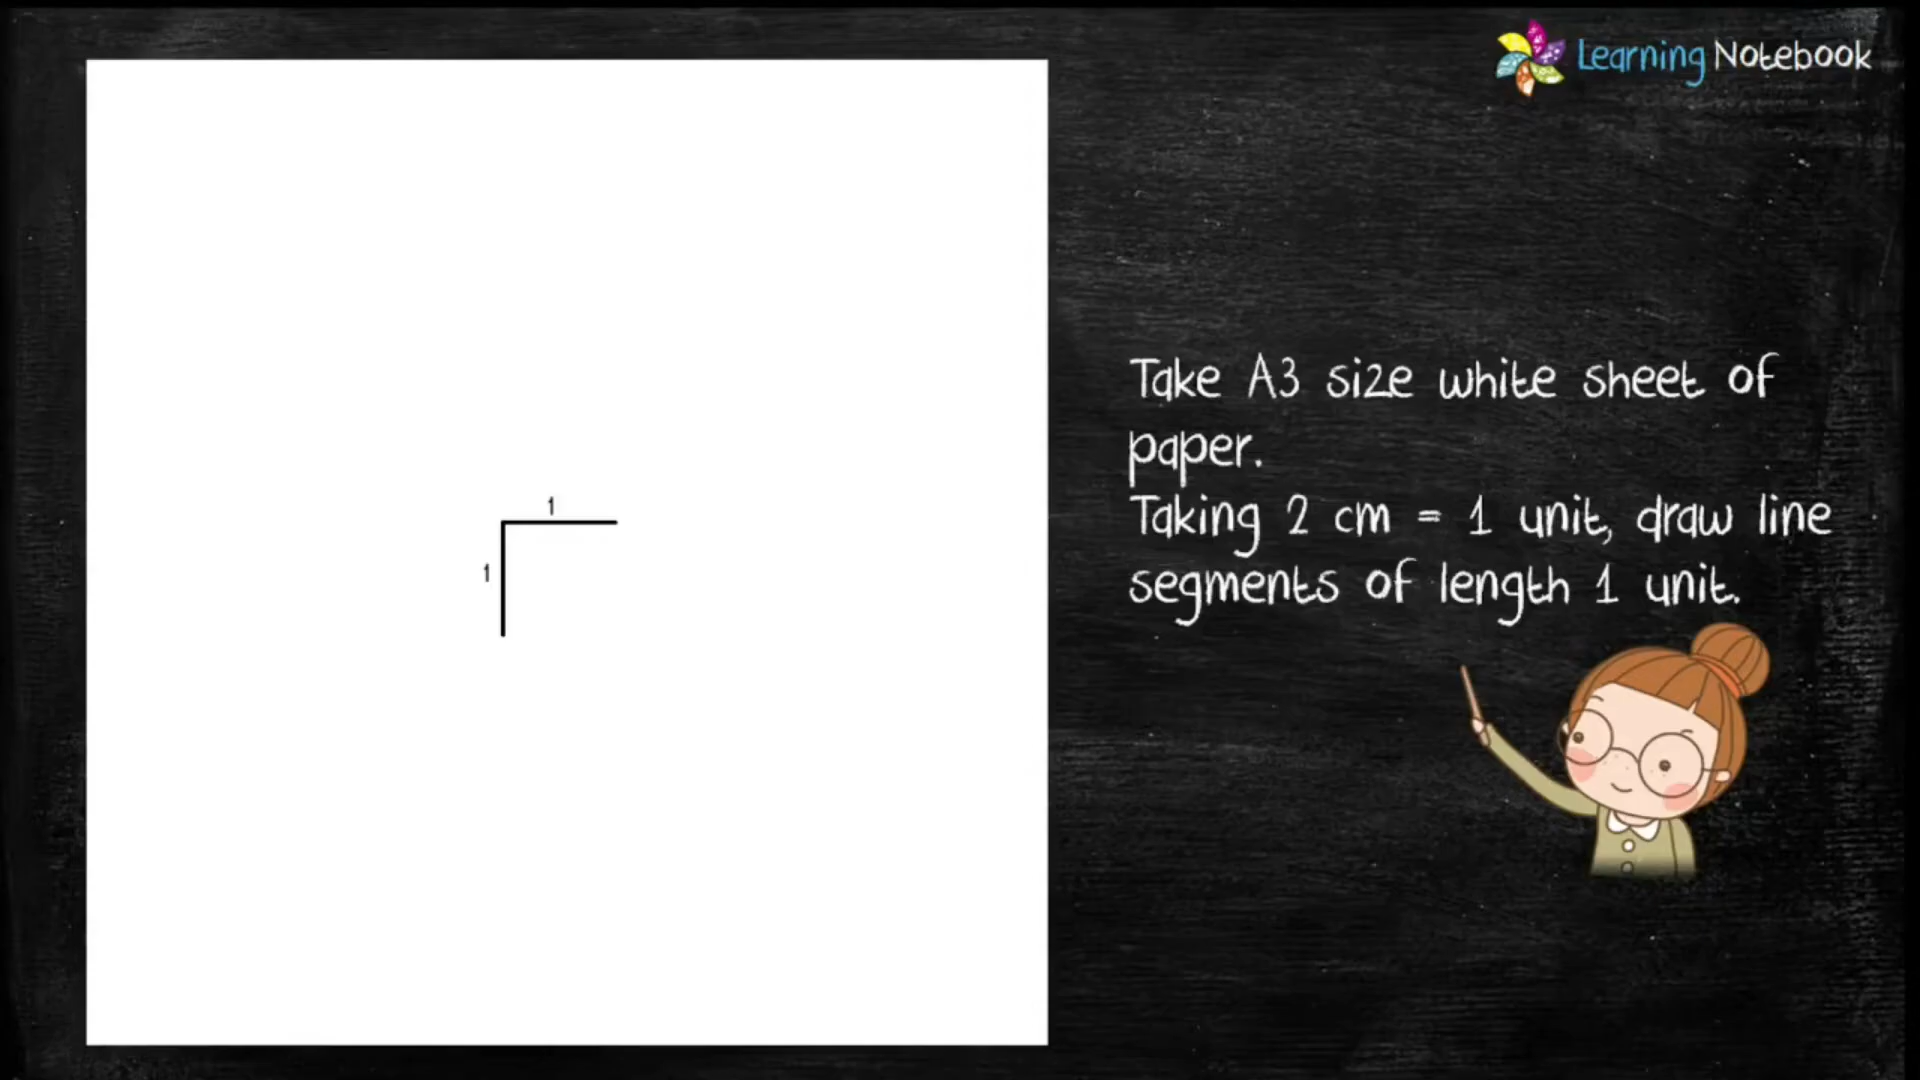 Learning Notebook
1
1
Take A3 size white sheet of
paper.
Taking 2 cm = 1 unit, draw line
segments of length 1 unit.